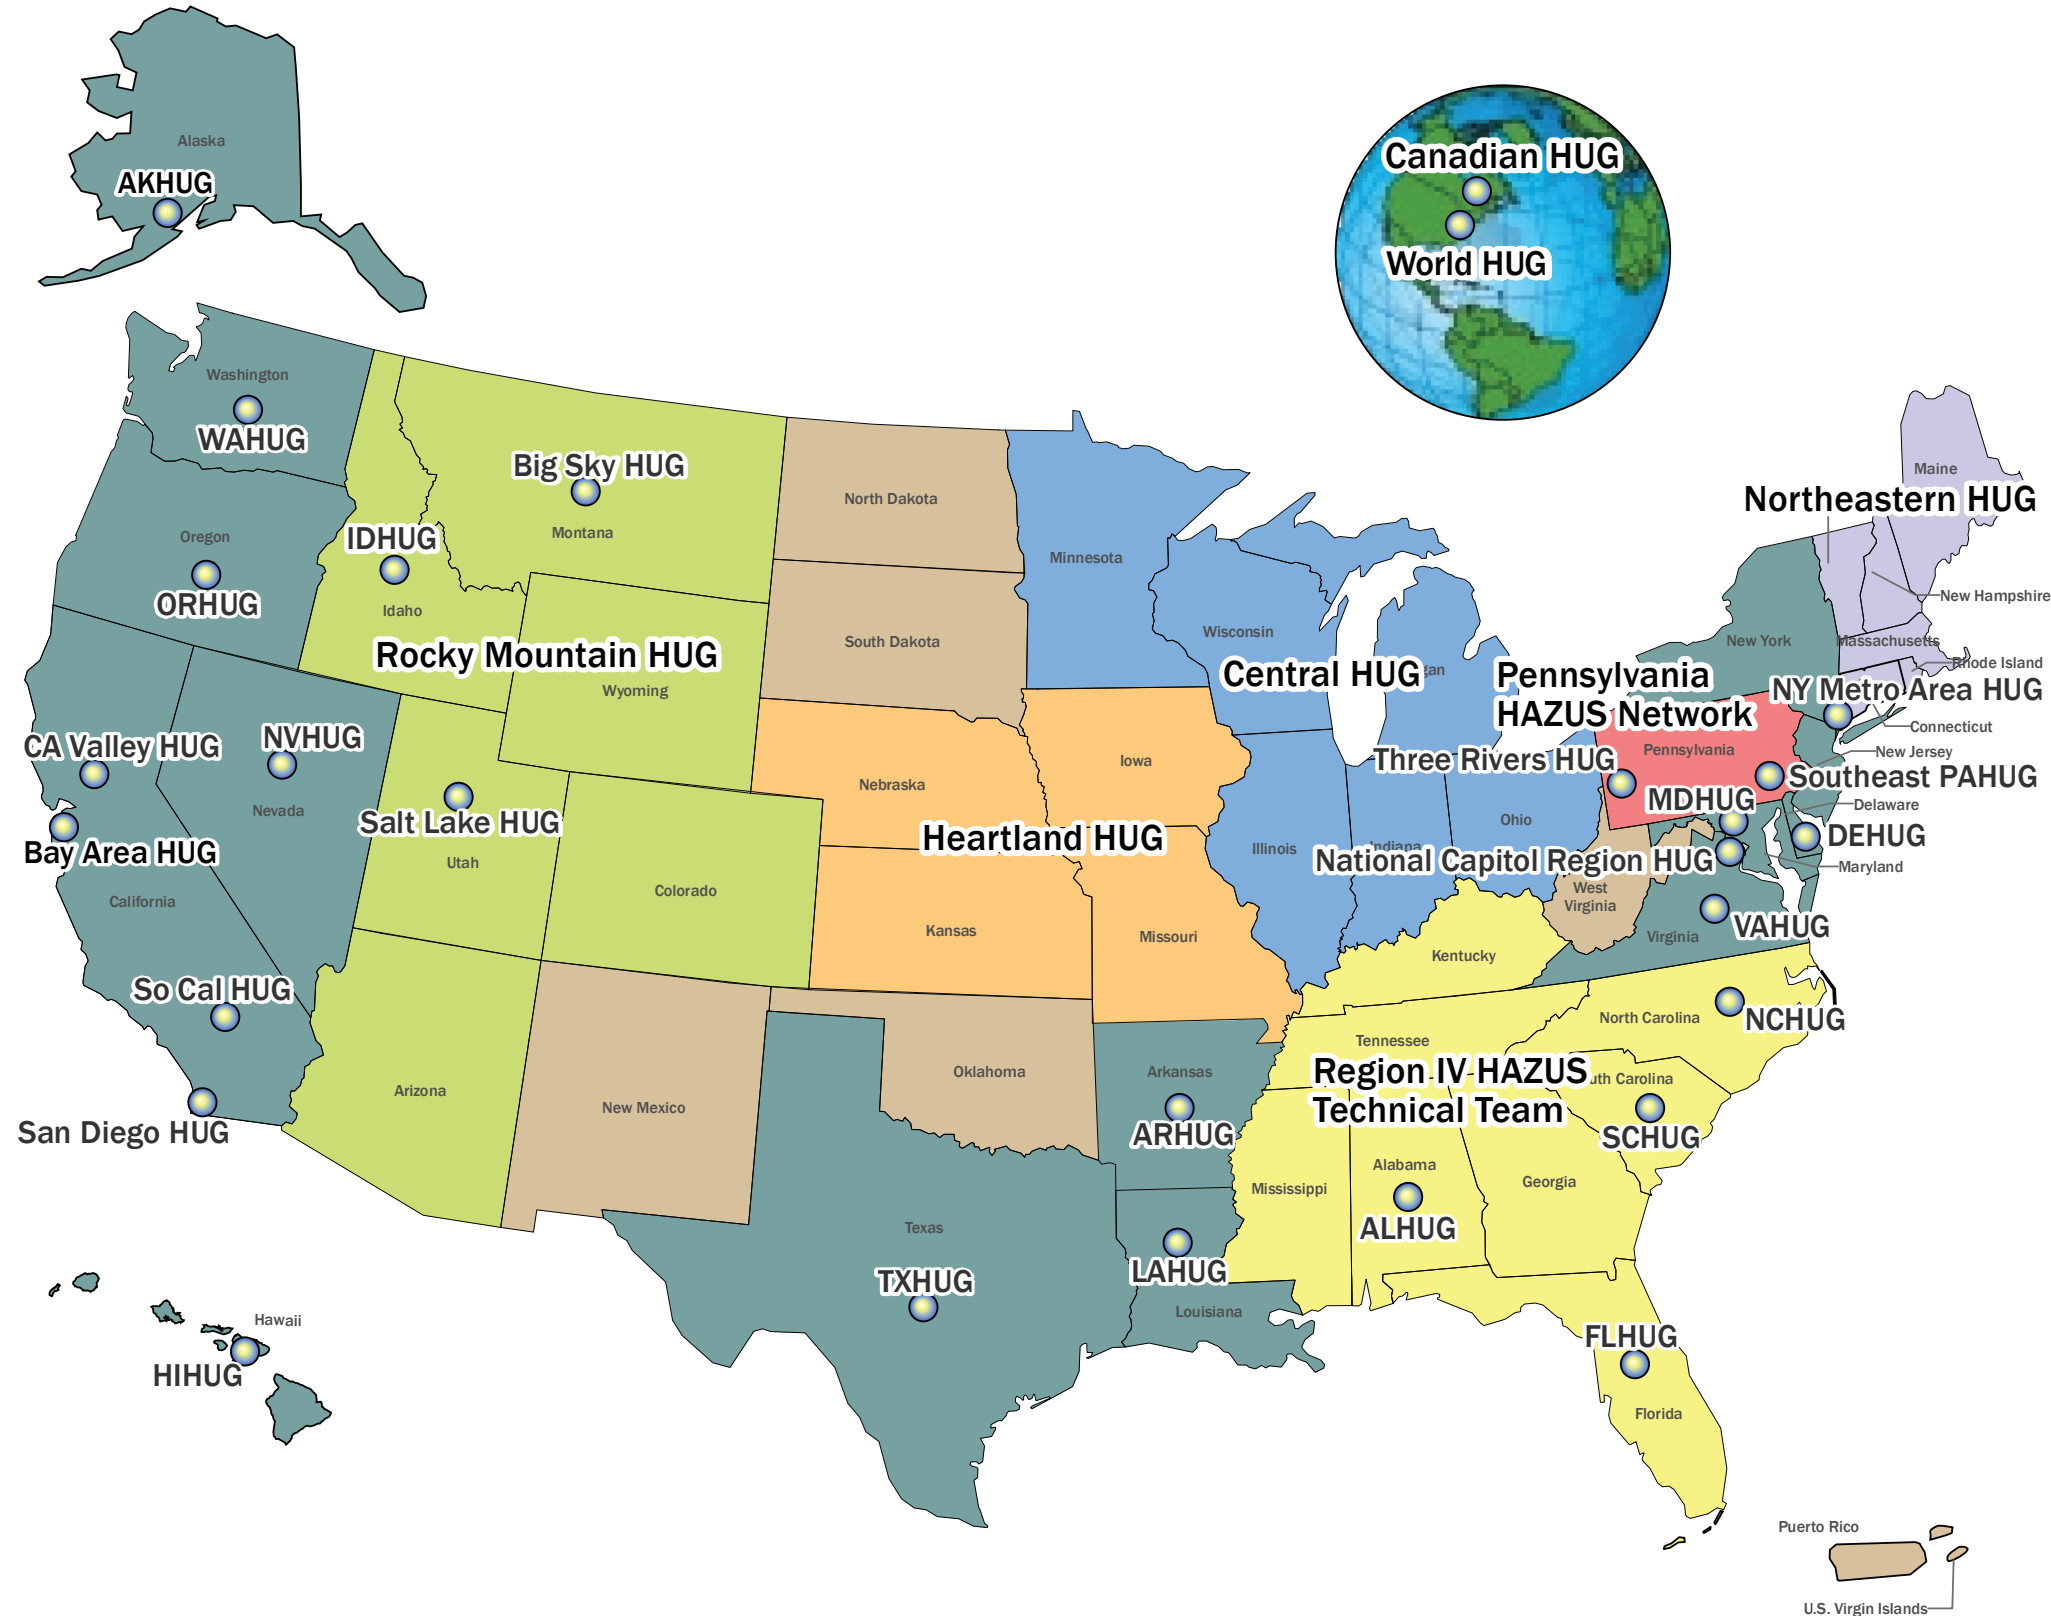 Alaska
AKHUG
Canadian HUG
World HUG
Washington
WAHUG
Big Sky HUG
Montana
North Dakota
Minnesota
Maine
Northeastern HUG
Oregon
ORHUG
IDHUG
Idaho
New Hampshire
Rocky Mountain HUG
Wyoming
South Dakota
Wisconsin
Central HUG
Pennsylvania
HAZUS Network
New York
Massachusetts
Rhode Island
NY Metro Area HUG
Connecticut
CA Valley HUG
NVHUG
Nevada
Salt Lake HUG
Utah
Nebraska
Iowa
Three Rivers HUG
Pennsylvania
New Jersey
Southeast PAHUG
MDHUG
Delaware
DEHUG
Maryland
Bay Area HUG
California
Colorado
Heartland HUG
Kansas
Missouri
Illinois
Indiana
Ohio
National Capitol Region HUG
West
Virginia
Virginia
VAHUG
Kentucky
So Cal HUG
San Diego HUG
Arizona
New Mexico
Oklahoma
Arkansas
ARHUG
Tennessee
Region IV HAZUS
Technical Team
North Carolina
NCHUG
uth Carolina
SCHUG
Mississippi
Alabama
ALHUG
Georgia
Texas
TXHUG
LAHUG
Louisiana
FLHUG
Florida
Hawaii
HIHUG
Puerto Rico
U.S. Virgin Islands